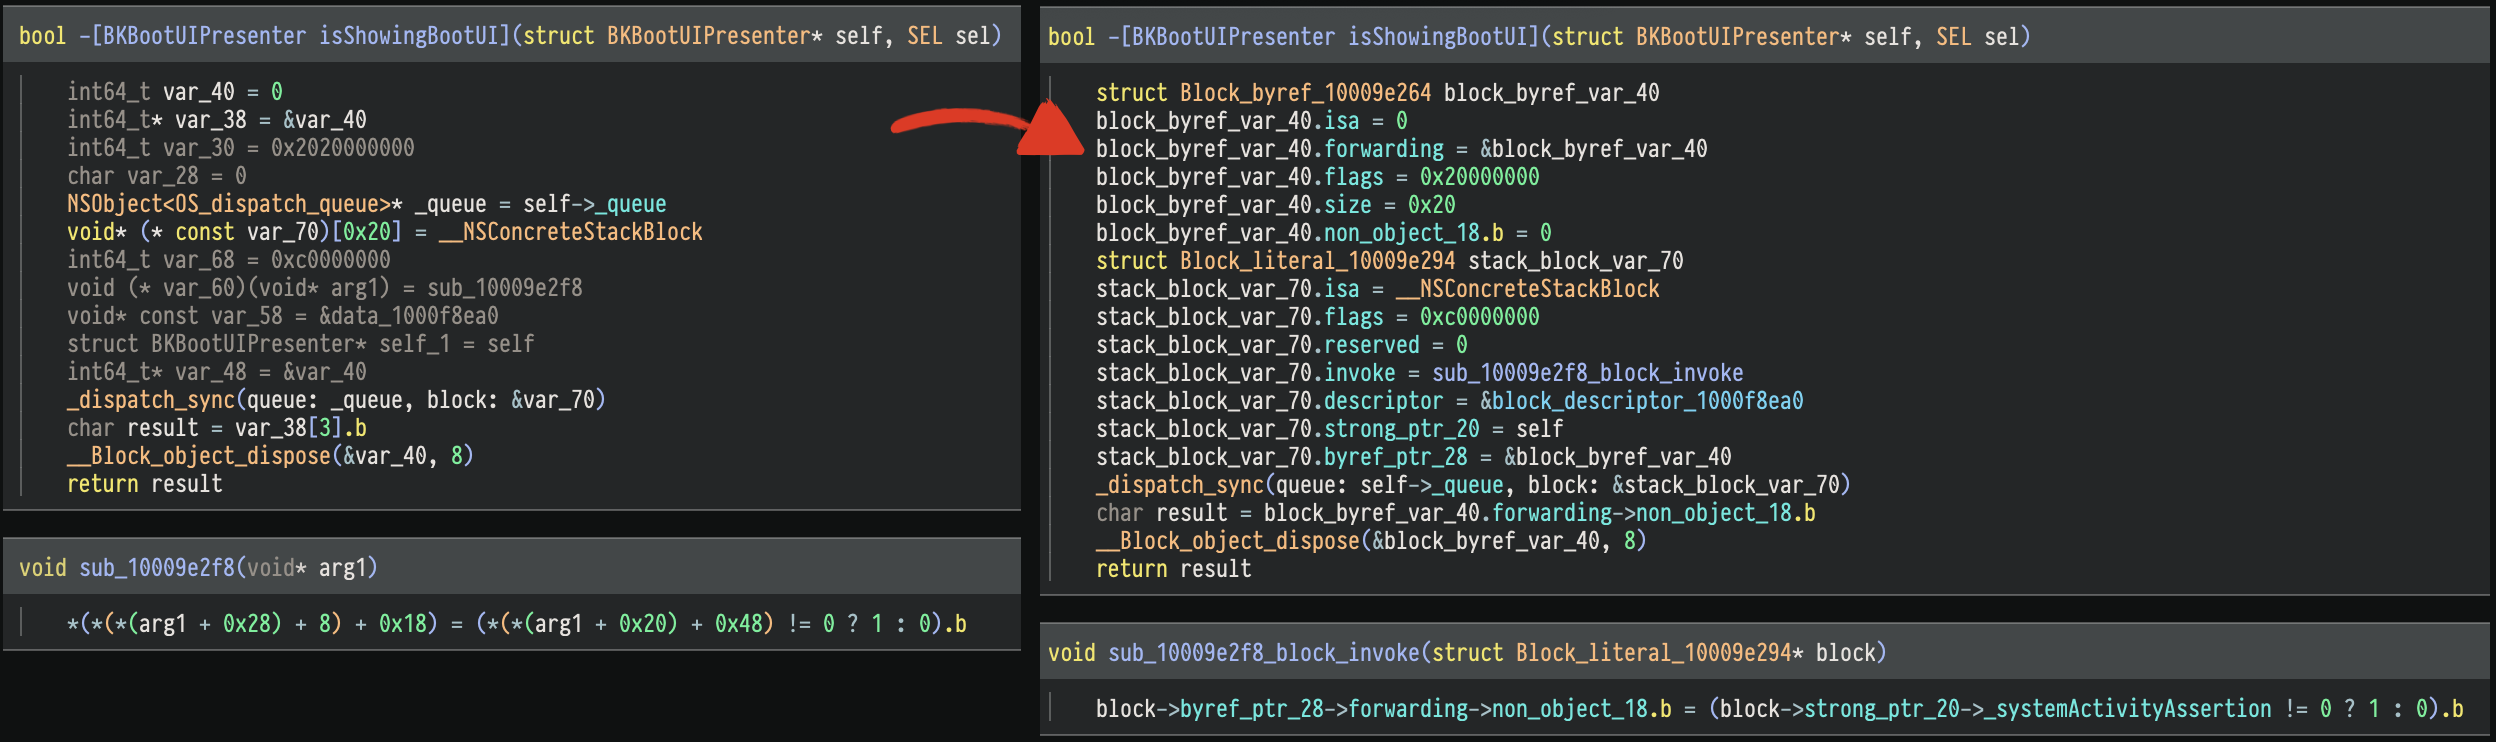 bool -[BKBootUIPresenter isShowingBootUI](struct BKBootUIPresenter* self, SEL sel)
int64_t var_40 = 0
int64_t* var_38 = &var_40
int64_t var_30 = 0x2020000000
char var_28 = 0
NSObject<OS_dispatch_queue>* _queue = self->_queue
void* (* const var_70)[0x20] = __NSConcreteStackBlock
int64_t var_68 = 0xc0000000
void (* var_60)(void* arg1) = sub_10009e2f8
void* const var_58 = &data_1000f8ea0
struct BKBootUIPresenter* self_1 = self
int64_t* var_48 = &var_40
_dispatch_sync(queue: _queue, block: &var_70)
char result = var_38[3].b
__Block_object_dispose(&var_40, 8)
return result
void sub_10009e2f8(void* arg1)
*(*(*(arg1 + 0x28) + 8) + 0x18) = (*(*(arg1 + 0x20) + 0x48) != 0 ? 1 : 0).b
bool -[BKBootUIPresenter isShowingBootUI](struct BKBootUIPresenter* self, SEL sel)
struct Block_byref_10009e264 block_byref_var_40
block_byref_var_40.isa = 0
block_byref_var_40.forwarding = &block_byref_var_40
block_byref_var_40.flags = 0x20000000
block_byref_var_40.size = 0x20
block_byref_var_40.non_object_18.b = 0
struct Block_literal_10009e294 stack_block_var_70
stack_block_var_70.isa = __NSConcreteStackBlock
stack_block_var_70.flags = 0xc0000000
stack_block_var_70.reserved = 0
stack_block_var_70.invoke = sub_10009e2f8_block_invoke
stack_block_var_70.descriptor = &block_descriptor_1000f8ea0
stack_block_var_70.strong_ptr_20 = self
stack_block_var_70.byref_ptr_28 = &block_byref_var_40
_dispatch_sync(queue: self->_queue, block: &stack_block_var_70)
char result = block_byref_var_40.forwarding->non_object_18.b
__Block_object_dispose(&block_byref_var_40, 8)
return result
void sub_10009e2f8_block_invoke(struct Block_literal_10009e294* block)
block->byref_ptr_28->forwarding->non_object_18.b = (block->strong_ptr_20->_systemActivityAssertion != 0 ? 1 : 0).b